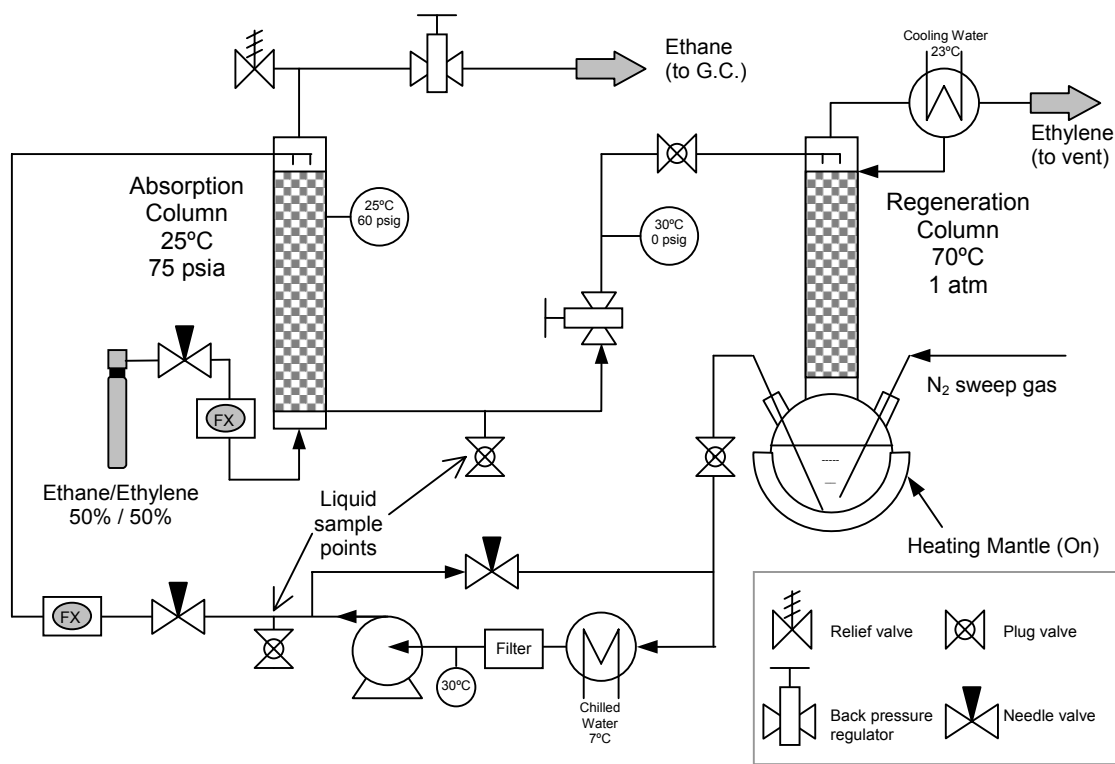 Ethane
(to G.C.)
Cooling Water
23ºC
Ethylene
(to vent)
Absorption
Column
25ºC
75 psia
25ºC
60 psig
30ºC
0 psig
Regeneration
Column
70ºC
1 atm
N2 sweep gas
FX
Ethane/Ethylene
50% / 50%
Liquid
sample
points
Heating Mantle (On)
FX
Filter
30ºC
Chilled
Water
7ºC
Relief valve
Plug valve
Back pressure
regulator
Needle valve